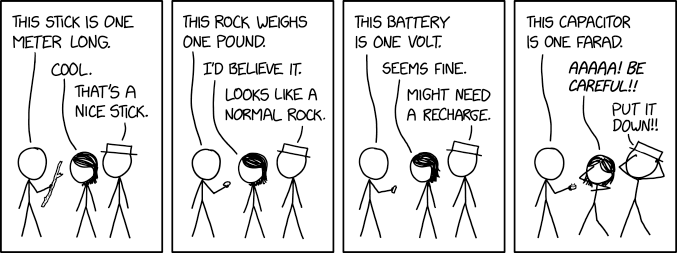 THIS STICK IS ONE
METER LONG.
COOL.
THAT'S A
NICE STICK.
THIS ROCK WEIGHS
ONE POUND.
I'D BELIEVE IT.
LOOKS LIKE A
NORMAL ROCK.
THIS BATTERY
IS ONE VOLT.
SEEMS FINE.
MIGHT NEED
A RECHARGE.
THIS CAPACITOR
IS ONE FARAD.
AAAAA! BE
CAREFUL!!
PUT IT
DOWN!!